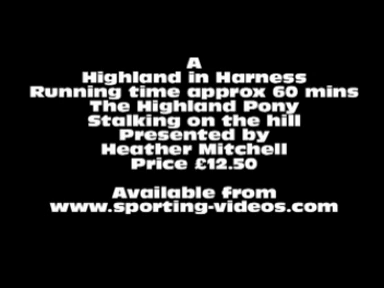 A
Highland in Harness
Running time approx 60 mins
The Highland Pony
Stalking on the hill
Presented by
Heather Mitchell
Price £12.50
Available from
www.sporting-videos.com